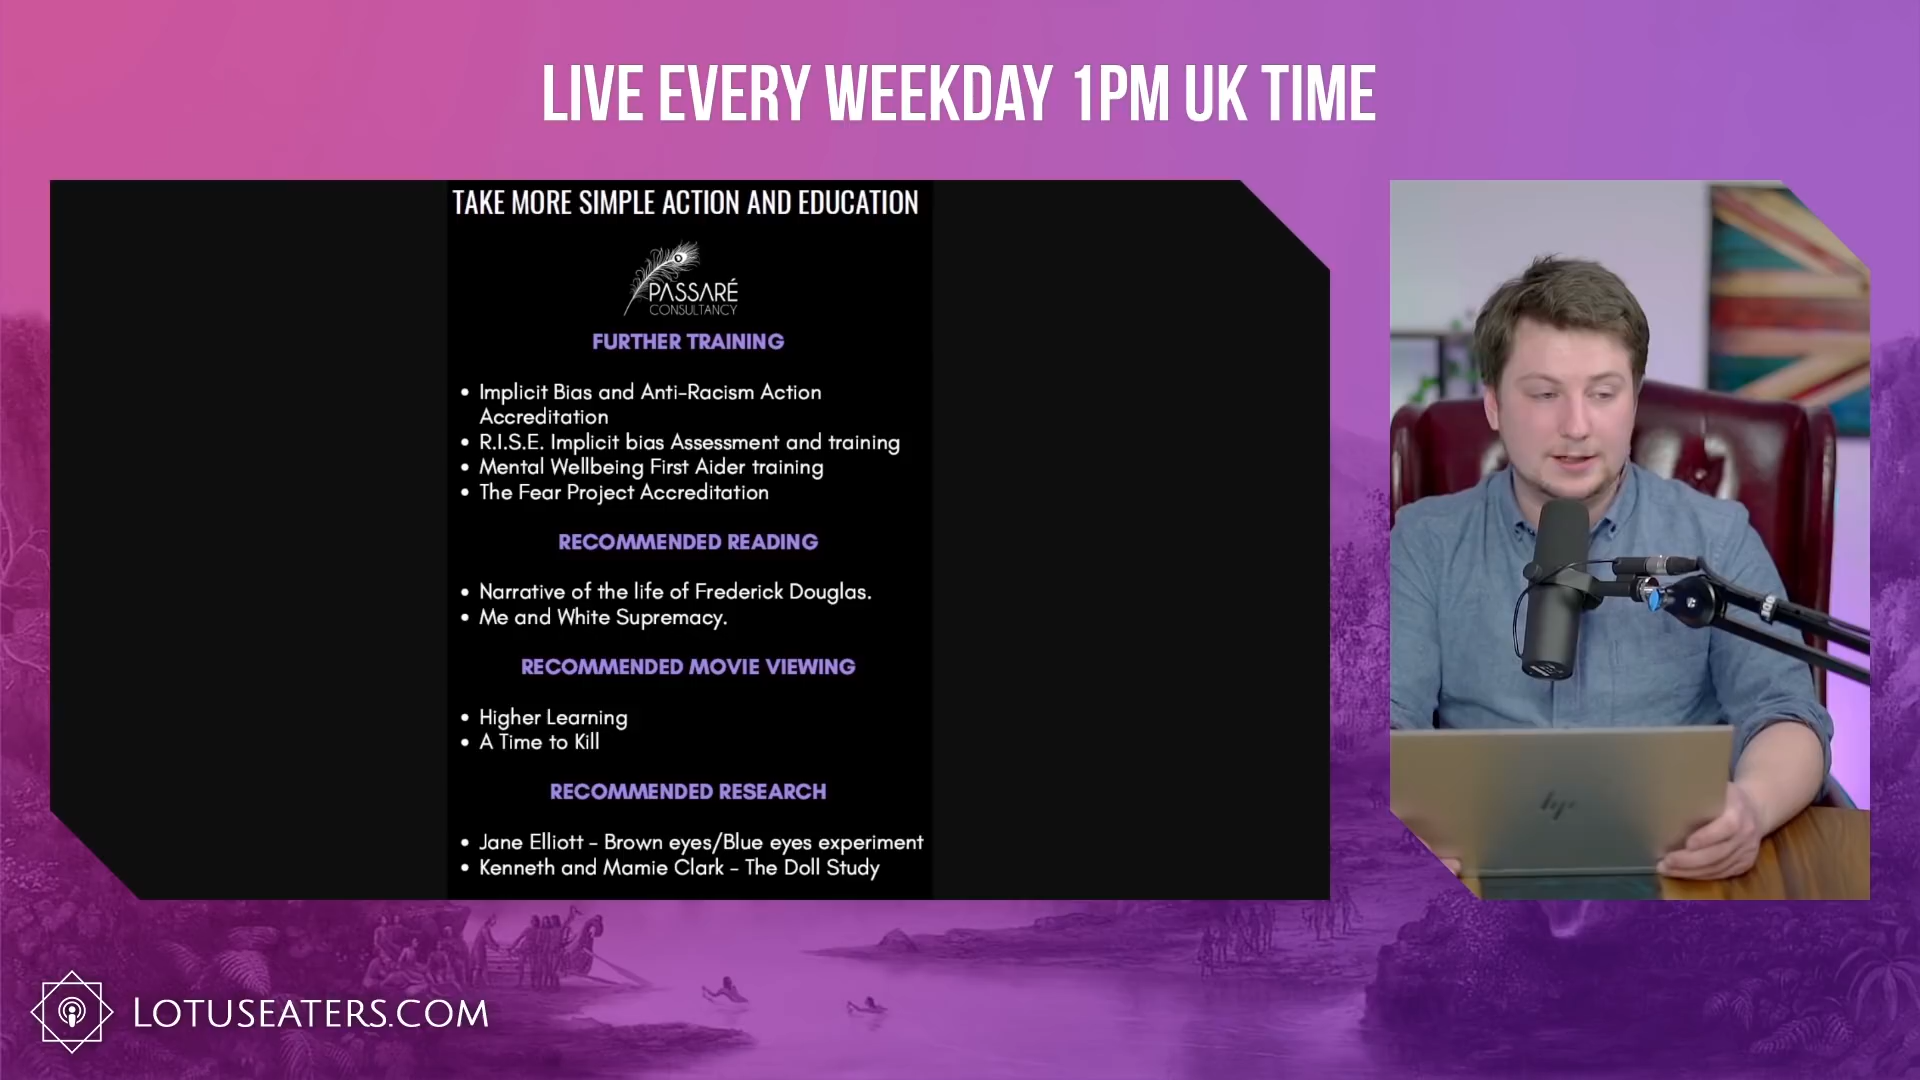 LIVE EVERY WEEKDAY 1PM UK TIME
TAKE MORE SIMPLE ACTION AND EDUCATION
PASSARÉ
CONSULTANCY
FURTHER TRAINING
• Implicit Bias and Anti-Racism Action
Accreditation
• R.I.S.E. Implicit bias Assessment and training
• Mental Wellbeing First Aider training
• The Fear Project Accreditation
RECOMMENDED READING
• Narrative of the life of Frederick Douglas.
• Me and White Supremacy.
RECOMMENDED MOVIE VIEWING
• Higher Learning
• A Time to Kill
RECOMMENDED RESEARCH
• Jane Elliott - Brown eyes/Blue eyes experiment
• Kenneth and Mamie Clark - The Doll Study
hp
LOTUSEATERS.COM